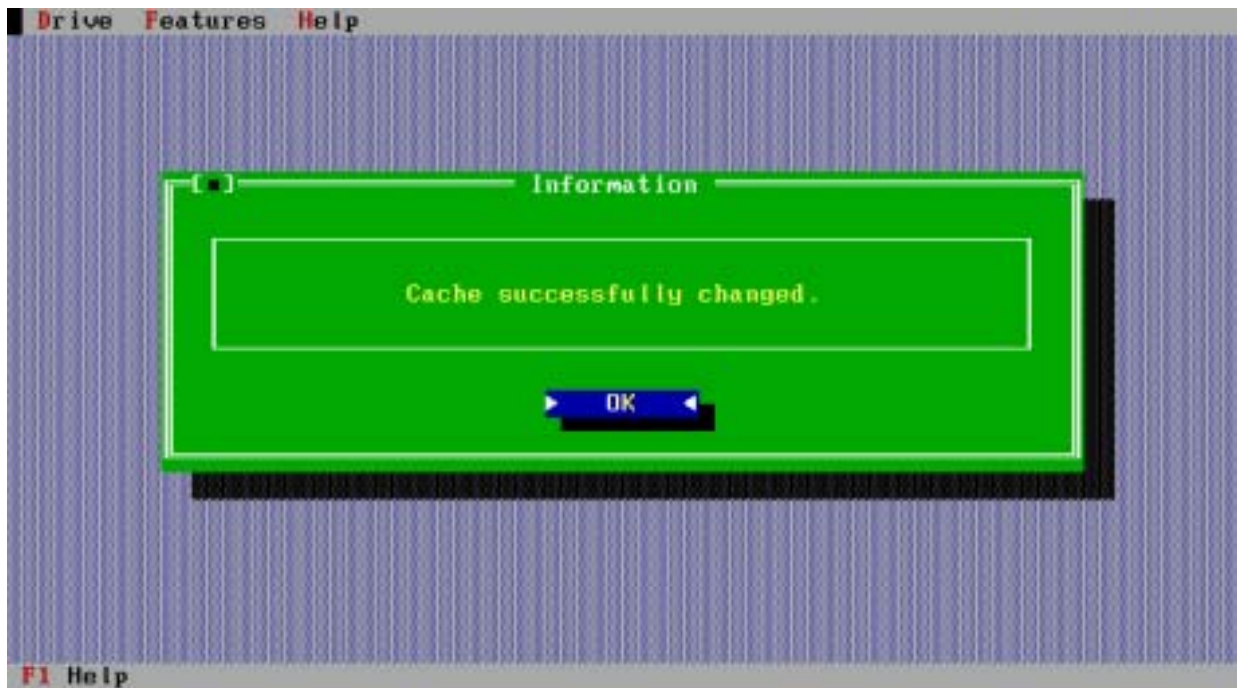 Drive Features Help
Information
Cache successfully changed.
OK
F1 Help